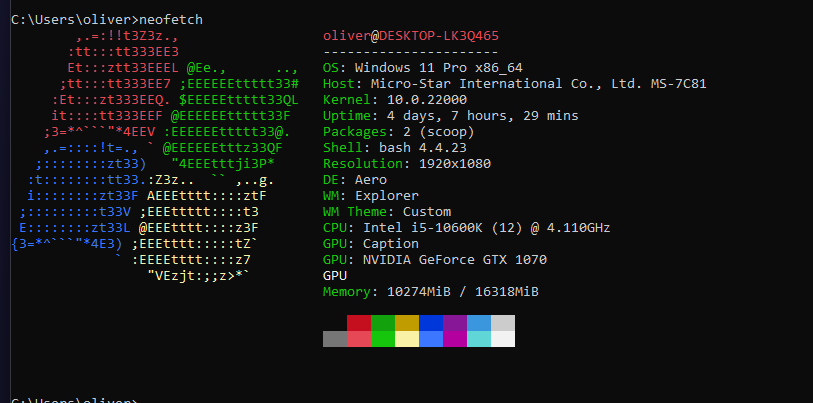 C:\Users\oliver>neofetch
        ,.=:!!t3Z3z.,                  oliver@DESKTOP-LK3Q465
       :tt:::tt333EE3                  ----------------------
       Et:::ztt33EEEL @Ee.,      ..,   OS: Windows 11 Pro x86_64
      ;tt:::tt333EE7 ;EEEEEEttttt33#   Host: Micro-Star International Co., Ltd. MS-7C81
     :Et:::zt333EEQ. $EEEEEttttt33QL   Kernel: 10.0.22000
     it::::tt333EEF @EEEEEEttttt33F    Uptime: 4 days, 7 hours, 29 mins
    ;3=*^```"*4EEV :EEEEEEttttt33@.    Packages: 2 (scoop)
    ,.=::::!t=., ` @EEEEEEtttz33QF     Shell: bash 4.4.23
   ;::::::::zt33)   "4EEEtttji3P*      Resolution: 1920x1080
  :t::::::::tt33.:Z3z..  `` ,..g.      DE: Aero
  i::::::::zt33F AEEEtttt::::ztF       WM: Explorer
 ;:::::::::t33V ;EEEttttt::::t3        WM Theme: Custom
 E::::::::zt33L @EEEtttt::::z3F        CPU: Intel i5-10600K (12) @ 4.110GHz
{3=*^```"*4E3) ;EEEtttt:::::tZ`        GPU: Caption
             ` :EEEEtttt::::z7         GPU: NVIDIA GeForce GTX 1070
                 "VEzjt:;;z>*`         GPU
                                       Memory: 10274MiB / 16318MiB
C:\Users\oliver>